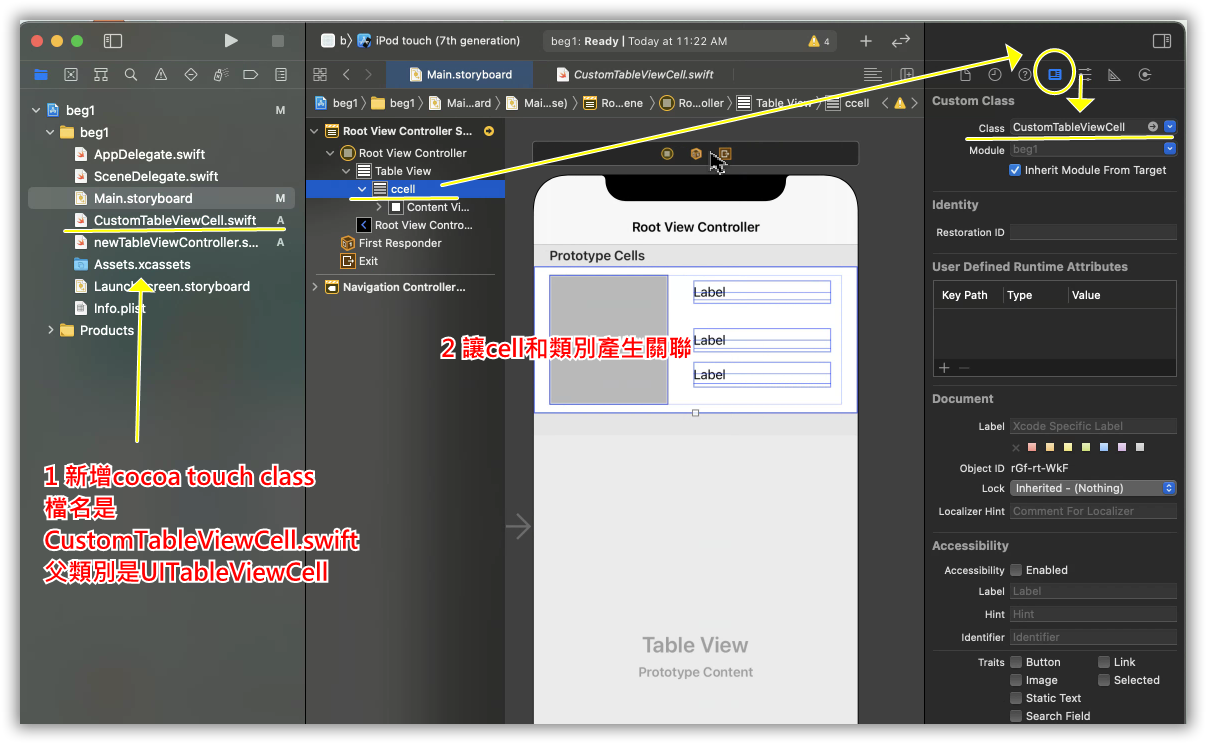 b⟩ iPod touch (7th generation)
beg1: Ready | Today at 11:22 AM
4
Main.storyboard
CustomTableViewCell.swift
beg1
M
beg1
AppDelegate.swift
SceneDelegate.swift
Main.storyboard
M
CustomTableViewCell.swift
A
newTableViewController.s...
A
Assets.xcassets
.storyboard
Info.plist
Products
1 新增cocoa touch class
檔名是
CustomTableViewCell.swift
父類別是UITableViewCell
beg1
beg1
Mai...ard
Mai...se)
Ro...ene
Ro...oller
Table View
ccell
Root View Controller S...
Root View Controller
Table View
ccell
Content Vi...
Root View Contro...
First Responder
Exit
Navigation Controller...
Root View Controller
Prototype Cells
Label
Label
Label
2 讓cell和類別產生關聯
Table View
Prototype Content
Custom Class
Class CustomTableViewCell
Module beg1
Inherit Module From Target
Identity
Restoration ID
User Defined Runtime Attributes
Key Path Type Value
Document
Label Xcode Specific Label
Object ID rGf-rt-WkF
Lock Inherited - (Nothing)
Localizer Hint Comment For Localizer
Accessibility
Accessibility Enabled
Label Label
Hint Hint
Identifier Identifier
Traits Button Link
Image Selected
Static Text
Search Field